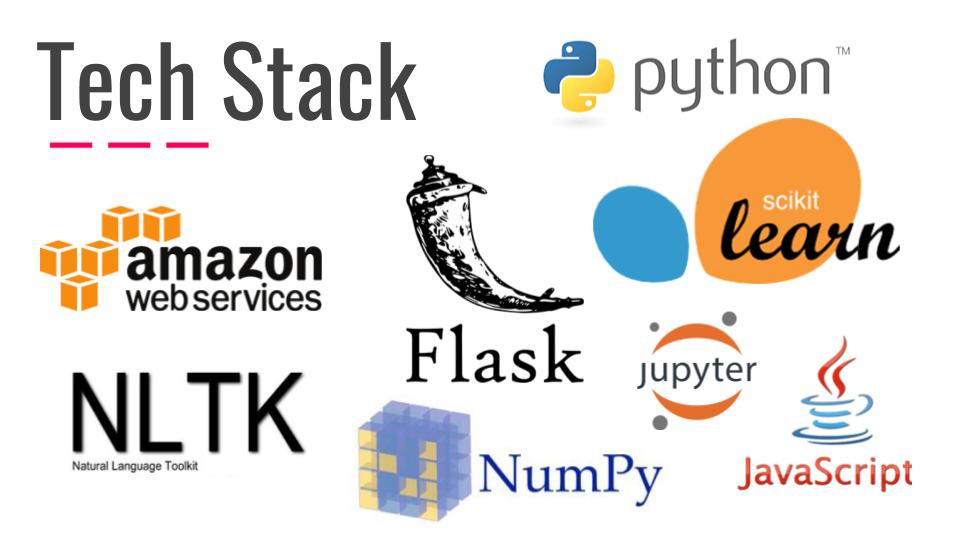 Tech Stack
python™
scikit
learn
amazon
webservices
Flask
jupyter
NLTK
Natural Language Toolkit
NumPy
JavaScript